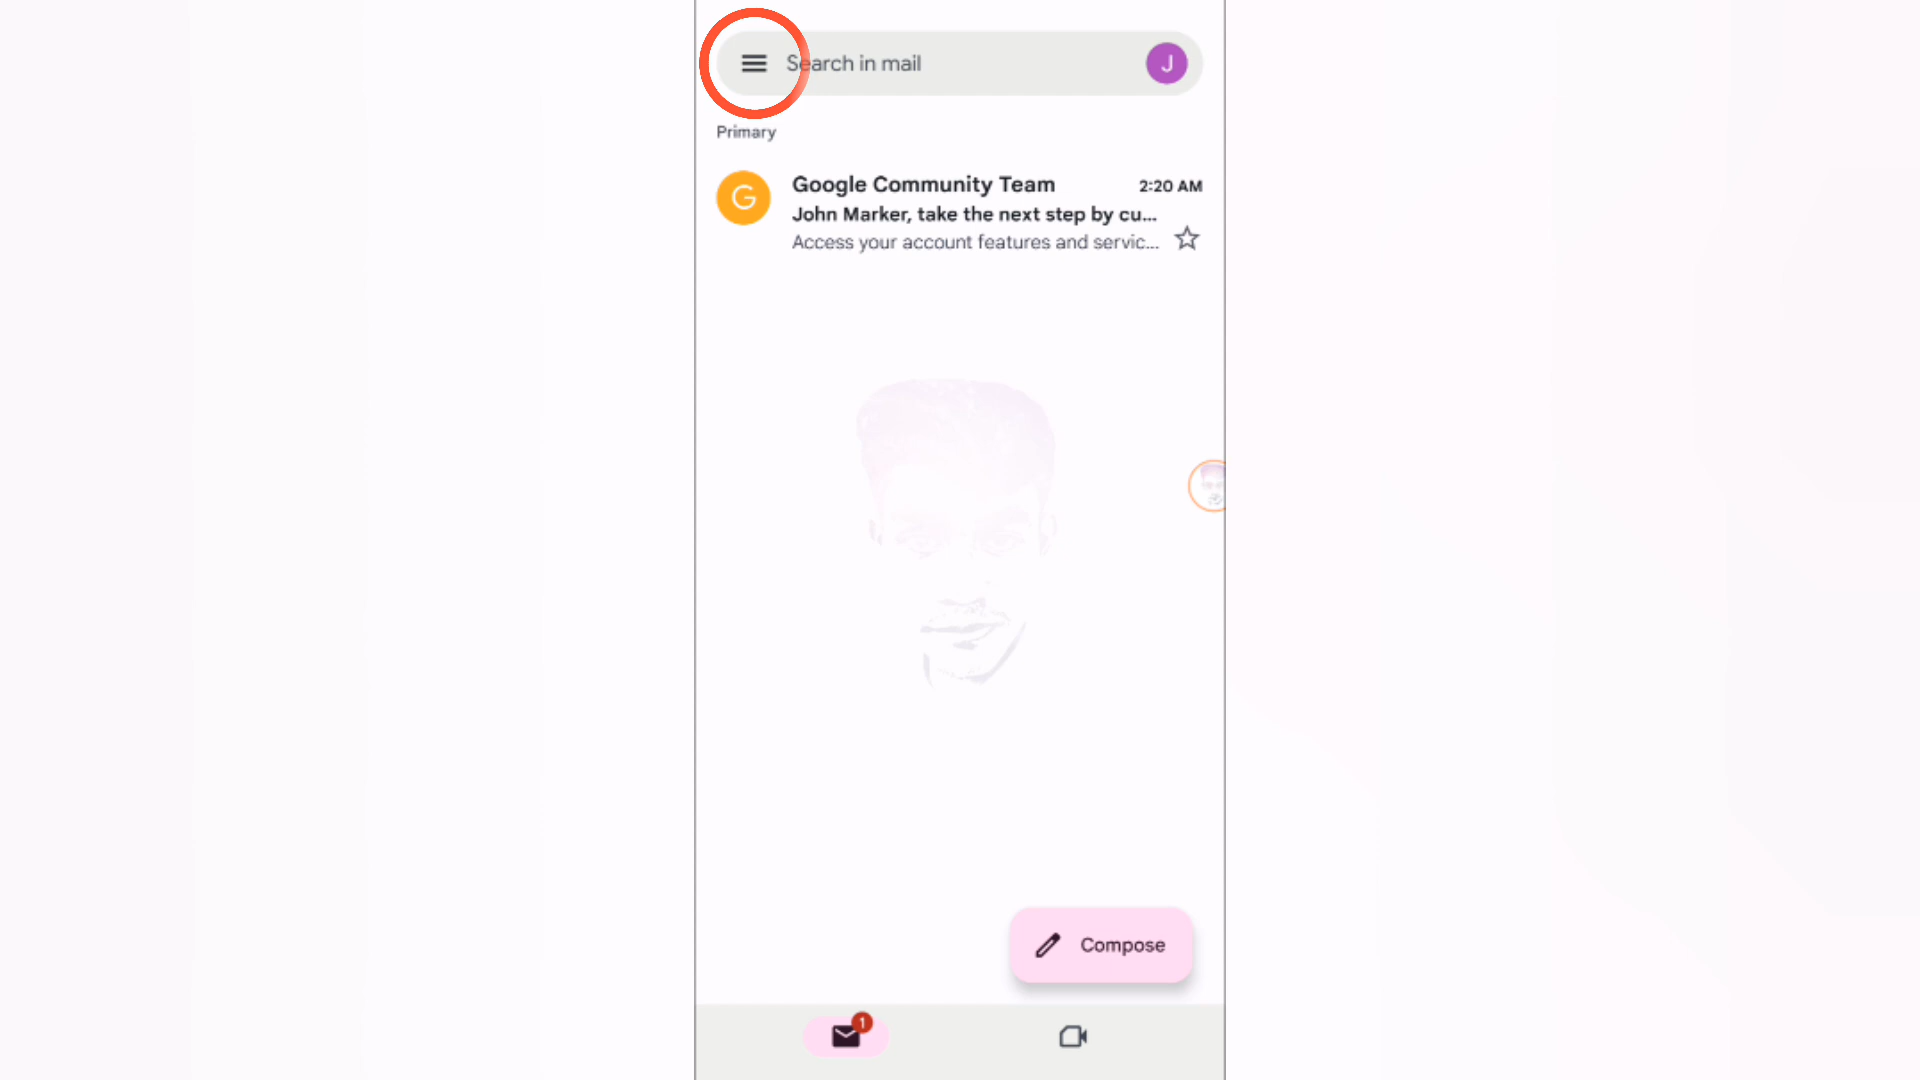 Search in mail
J
Primary
G
Google Community Team 2:20 AM
John Marker, take the next step by cu...
Access your account features and servic...
Compose
1